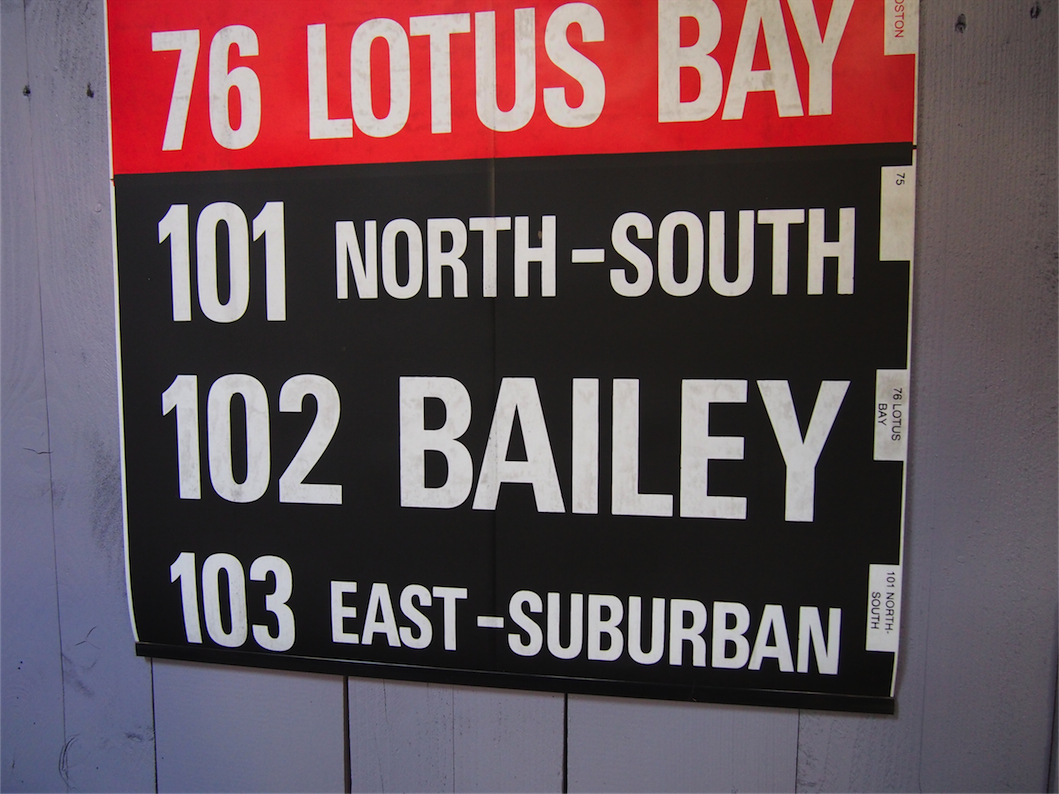 76 LOTUS BAY
101 NORTH-SOUTH
102 BAILEY
103 EAST-SUBURBAN
75
76 LOTUS
BAY
101 NORTH-
SOUTH